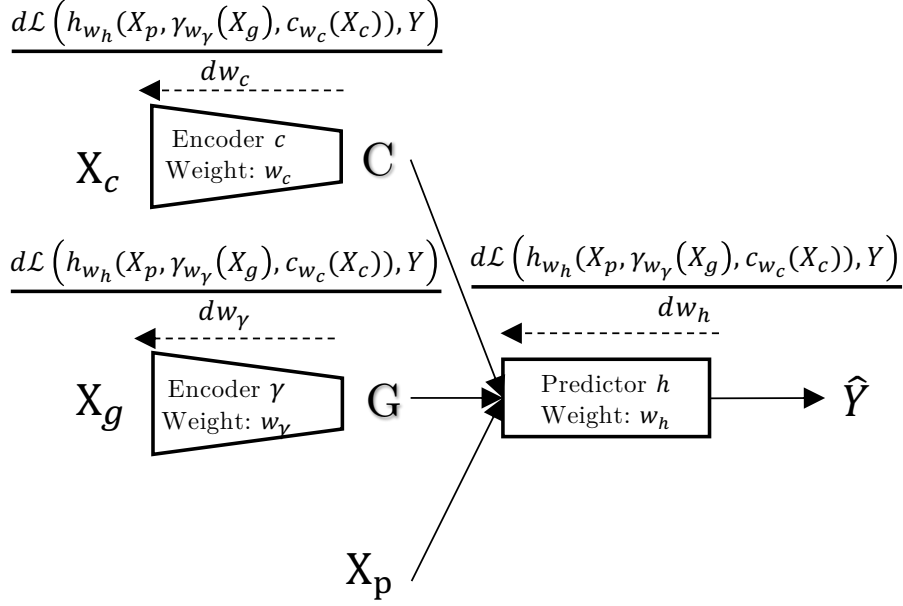 d𝓛(h_{w_h}(X_p, γ_{w_γ}(X_g), c_{w_c}(X_c)), Y)
dw_c
Encoder c
Weight: w_c
X_c
C
d𝓛(h_{w_h}(X_p, γ_{w_γ}(X_g), c_{w_c}(X_c)), Y)
dw_γ
d𝓛(h_{w_h}(X_p, γ_{w_γ}(X_g), c_{w_c}(X_c)), Y)
dw_h
X_g
Encoder γ
Weight: w_γ
G
Predictor h
Weight: w_h
Ŷ
X_p